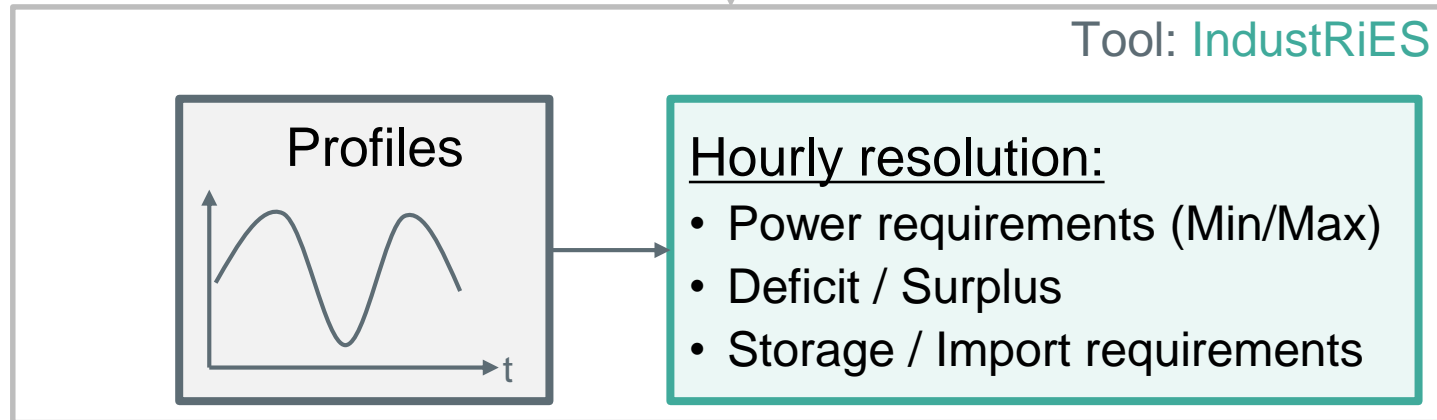 Tool: IndustRiES
Profiles
t
Hourly resolution:
• Power requirements (Min/Max)
• Deficit / Surplus
• Storage / Import requirements